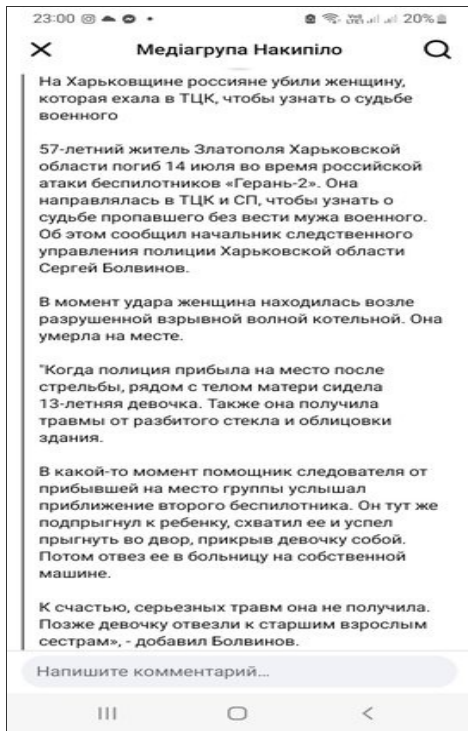 23:00
20%
Медіагрупа Накипіло
На Харьковщине россияне убили женщину,
которая ехала в ТЦК, чтобы узнать о судьбе
военного
57-летний житель Златополя Харьковской
области погиб 14 июля во время российской
атаки беспилотников «Герань-2». Она
направлялась в ТЦК и СП, чтобы узнать о
судьбе пропавшего без вести мужа военного.
Об этом сообщил начальник следственного
управления полиции Харьковской области
Сергей Болвинов.
В момент удара женщина находилась возле
разрушенной взрывной волной котельной. Она
умерла на месте.
"Когда полиция прибыла на место после
стрельбы, рядом с телом матери сидела
13-летняя девочка. Также она получила
травмы от разбитого стекла и облицовки
здания.
В какой-то момент помощник следователя от
прибывшей на место группы услышал
приближение второго беспилотника. Он тут же
подпрыгнул к ребенку, схватил ее и успел
прыгнуть во двор, прикрыв девочку собой.
Потом отвез ее в больницу на собственной
машине.
К счастью, серьезных травм она не получила.
Позже девочку отвезли к старшим взрослым
сестрам», - добавил Болвинов.
Напишите комментарий...